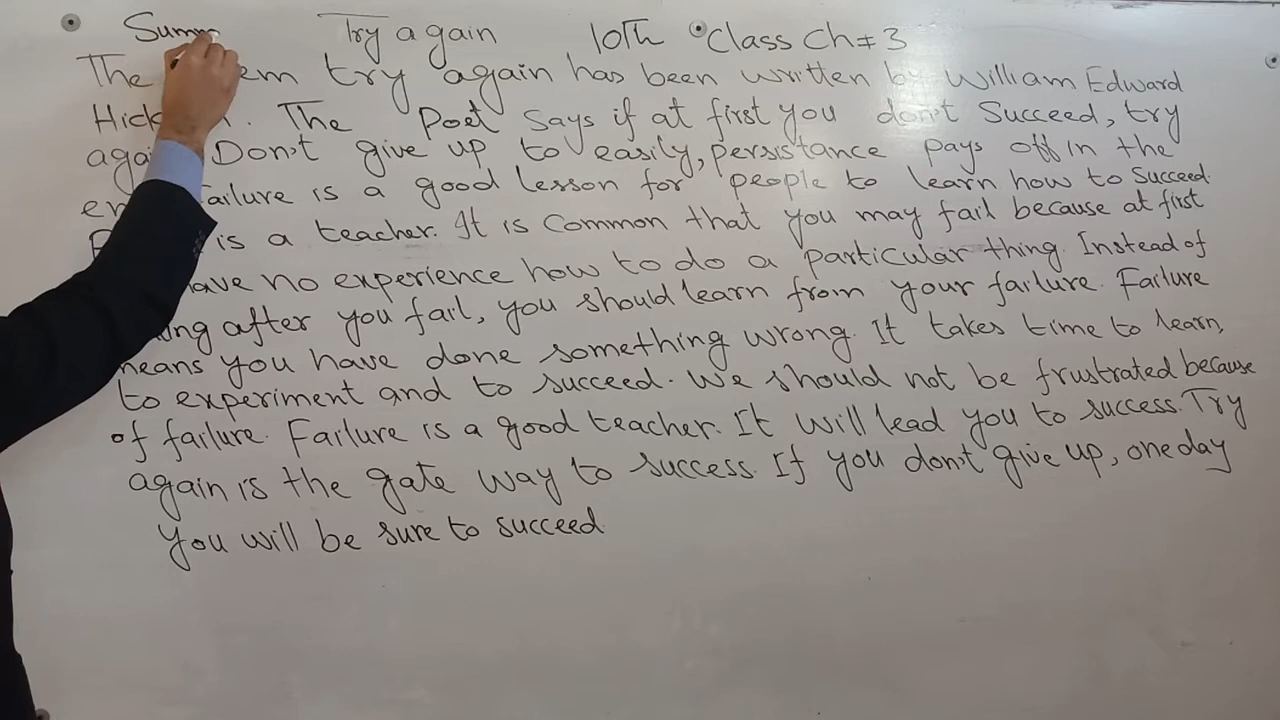 Summ Try again 10Th Class Ch # 3
The em try again has been written by William Edward
Hick . The Poet Says if at first you don't Succeed, try
agai Don't give up to easily, persistance pays off in the
en ailure is a good lesson for people to learn how to Succeed.
F is a teacher. It is Common that you may fail because at first
ave no experience how to do a particular thing. Instead of
ing after you fail, you should learn from your failure. Failure
means you have done something wrong. It takes time to learn,
to experiment and to succeed. We should not be frustrated because
of failure. Failure is a good teacher. It will lead you to success. Try
again is the gate way to success. If you don't give up, one day
you will be sure to succeed.